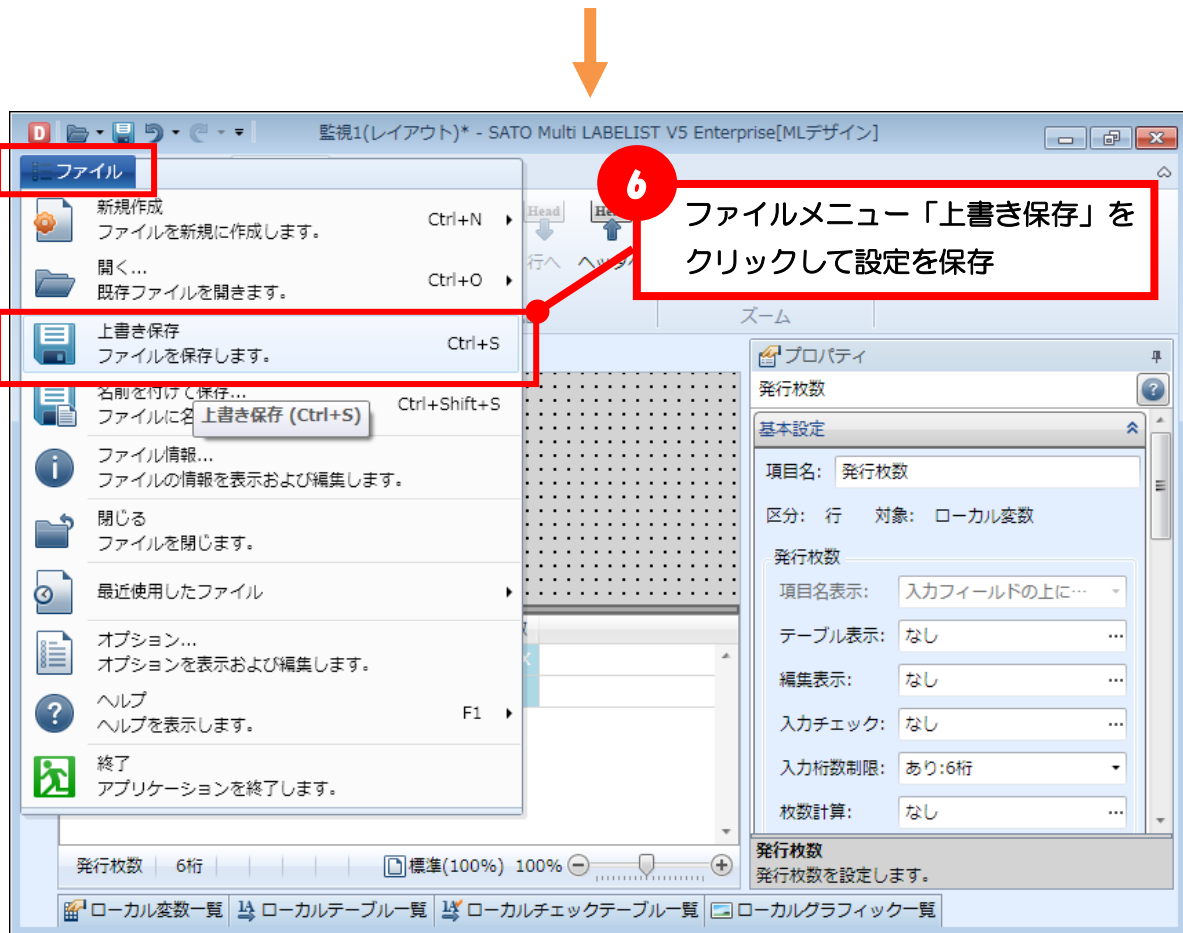 D
監視1(レイアウト)* - SATO Multi LABELIST V5 Enterprise[MLデザイン]
ファイル
6
ファイルメニュー「上書き保存」を
クリックして設定を保存
新規作成
ファイルを新規に作成します。
Ctrl+N
Head
行へ
開く...
既存ファイルを開きます。
Ctrl+O
上書き保存
ファイルを保存します。
Ctrl+S
ズーム
名前を付けて保存...
ファイルに名
Ctrl+Shift+S
上書き保存 (Ctrl+S)
ファイル情報...
ファイルの情報を表示および編集します。
閉じる
ファイルを閉じます。
最近使用したファイル
オプション...
オプションを表示および編集します。
ヘルプ
ヘルプを表示します。
F1
終了
アプリケーションを終了します。
プロパティ
発行枚数
基本設定
項目名: 発行枚数
区分: 行 対象: ローカル変数
発行枚数
項目名表示: 入力フィールドの上に…
テーブル表示: なし ...
編集表示: なし ...
入力チェック: なし ...
入力桁数制限: あり:6桁
枚数計算: なし ...
発行枚数
発行枚数を設定します。
発行枚数 6桁 標準(100%) 100%
ローカル変数一覧 ローカルテーブル一覧 ローカルチェックテーブル一覧 ローカルグラフィック一覧